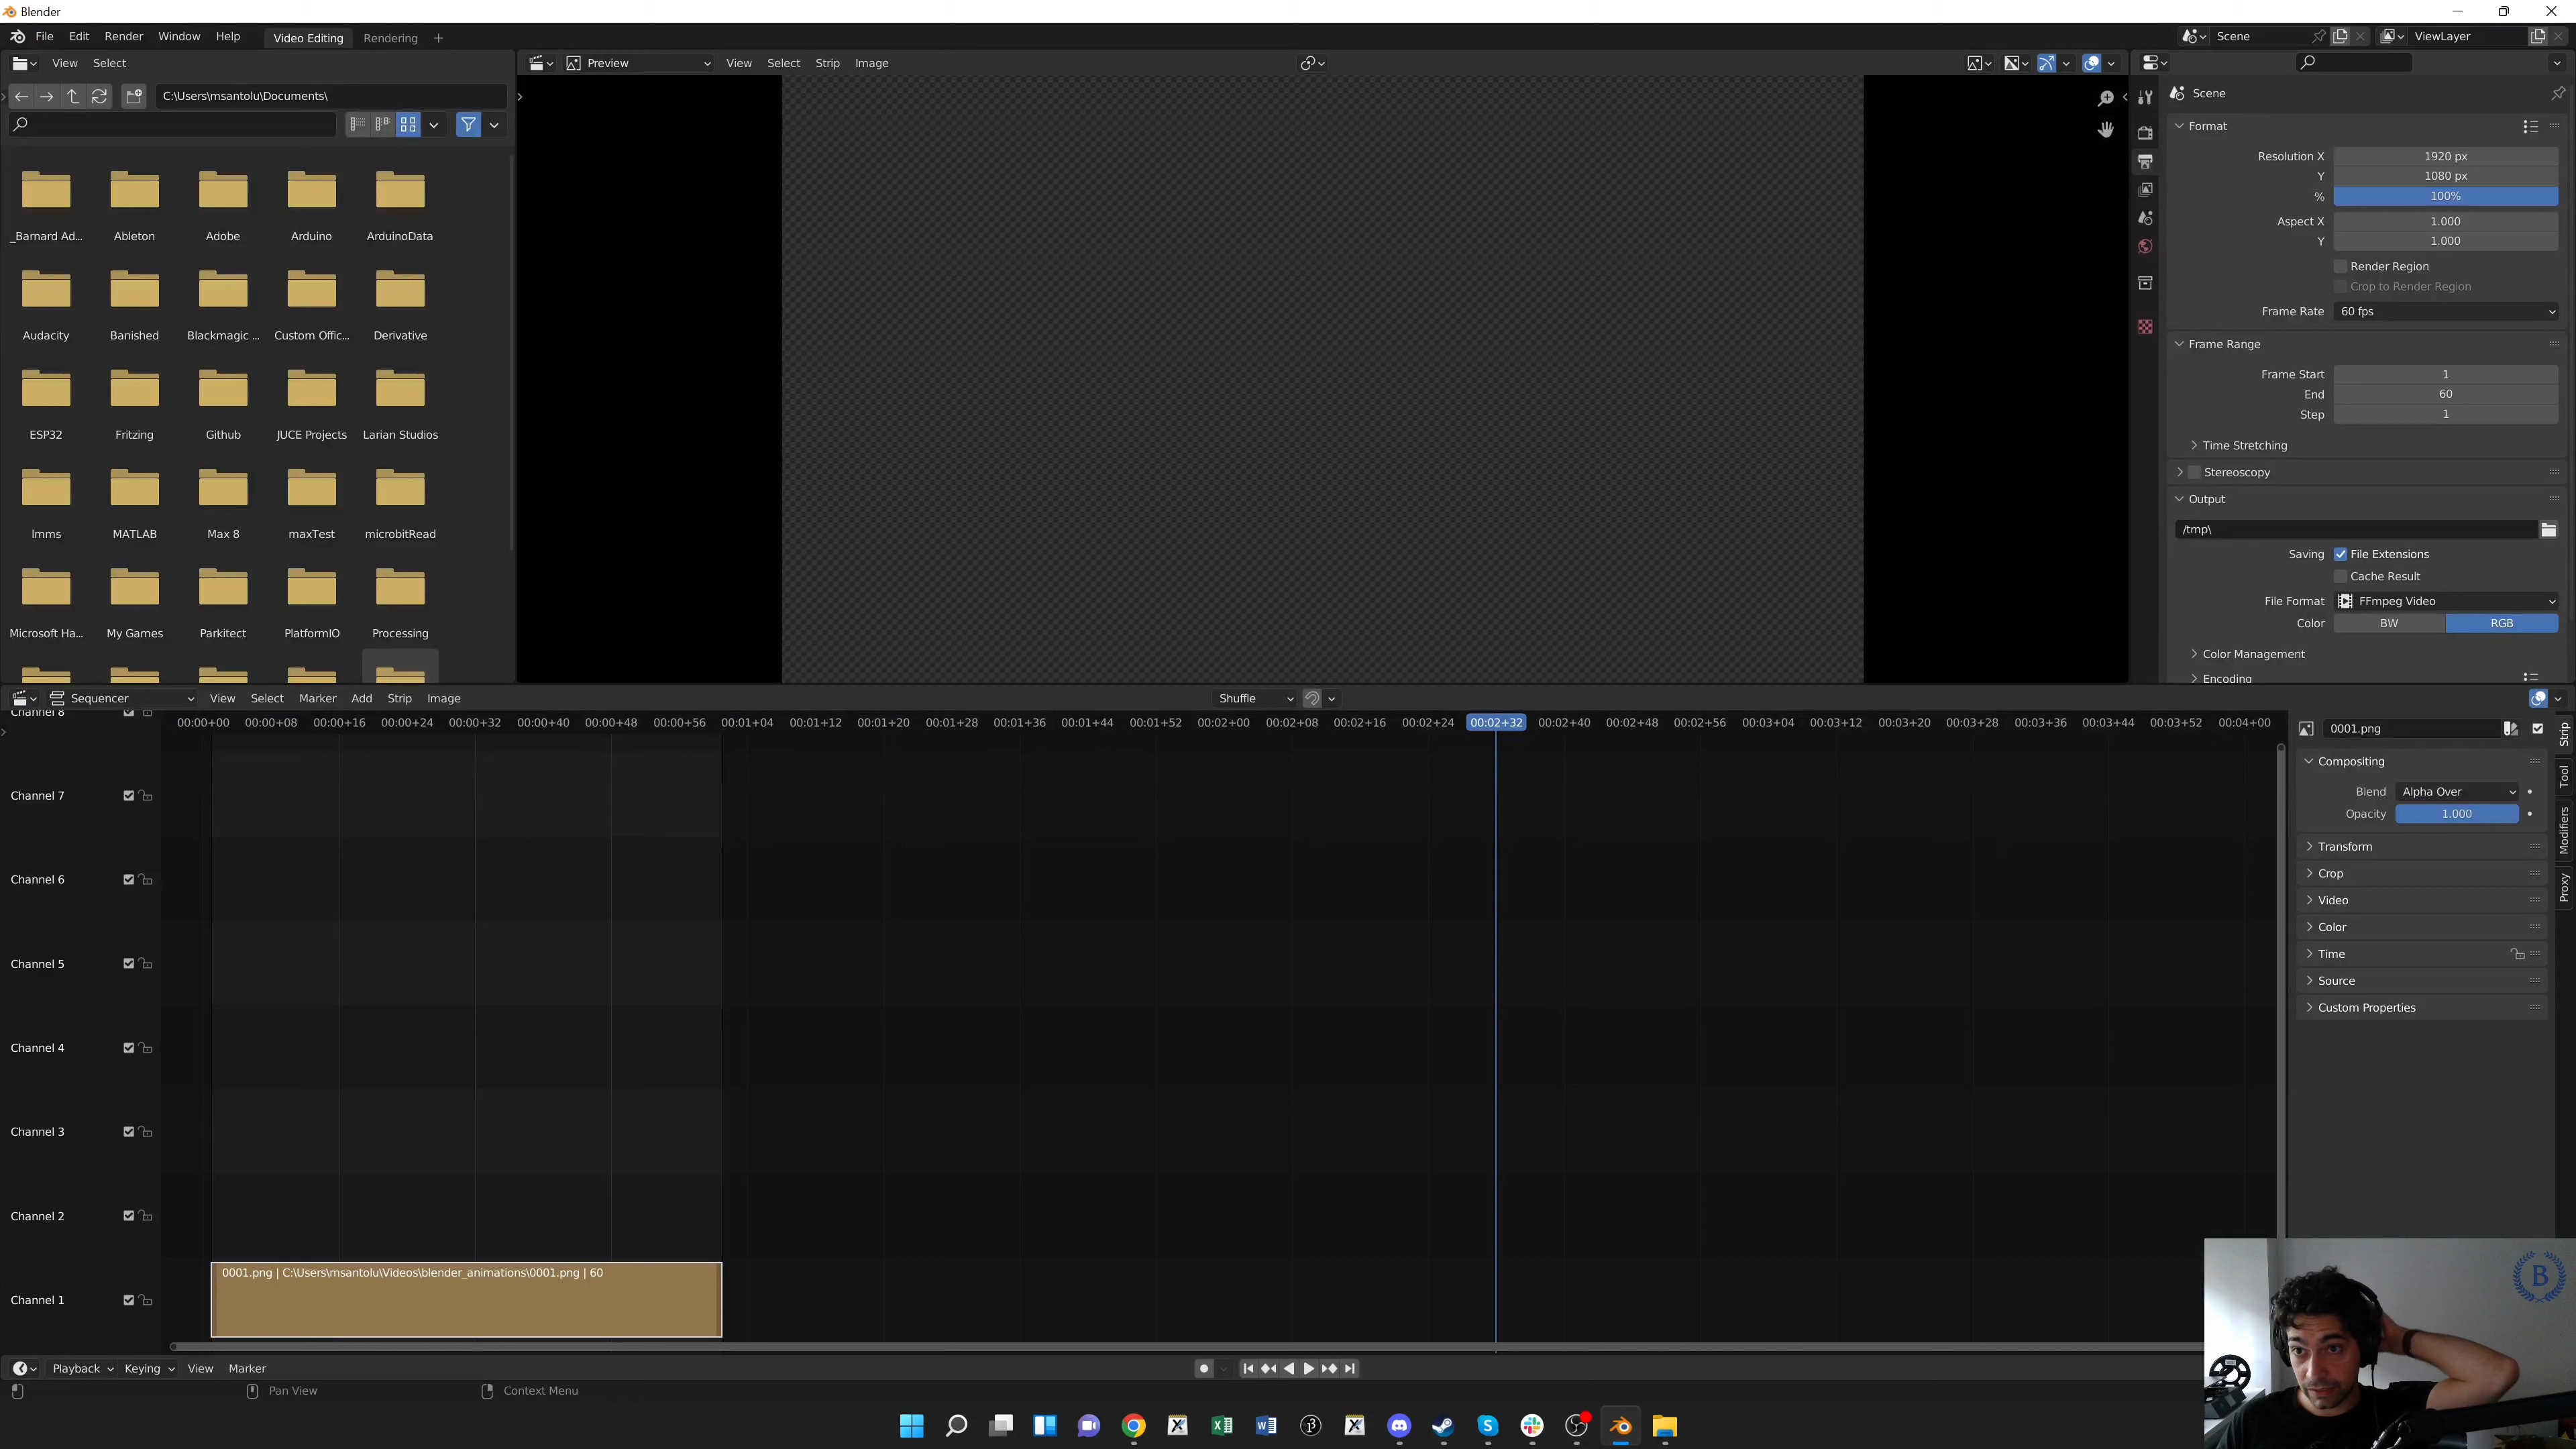 Blender
File Edit Render Window Help Video Editing Rendering + Scene ViewLayer
View Select Preview View Select Strip Image
C:\Users\msantolu\Documents\
Scene
Format
Resolution X 1920 px
Y 1080 px
% 100%
Aspect X 1.000
Y 1.000
Render Region
Crop to Render Region
Frame Rate 60 fps
Frame Range
Frame Start 1
End 60
Step 1
Time Stretching
Stereoscopy
Output
/tmp\
Saving File Extensions
Cache Result
File Format FFmpeg Video
Color BW RGB
Color Management
Encoding
_Barnard Ad... Ableton Adobe Arduino ArduinoData
Audacity Banished Blackmagic ... Custom Offic... Derivative
ESP32 Fritzing Github JUCE Projects Larian Studios
lmms MATLAB Max 8 maxTest microbitRead
Microsoft Ha... My Games Parkitect PlatformIO Processing
Sequencer View Select Marker Add Strip Image Shuffle
Channel 8
00:00+00 00:00+08 00:00+16 00:00+24 00:00+32 00:00+40 00:00+48 00:00+56 00:01+04 00:01+12 00:01+20 00:01+28 00:01+36 00:01+44 00:01+52 00:02+00 00:02+08 00:02+16 00:02+24 00:02+32 00:02+40 00:02+48 00:02+56 00:03+04 00:03+12 00:03+20 00:03+28 00:03+36 00:03+44 00:03+52 00:04+00
Channel 7
Channel 6
Channel 5
Channel 4
Channel 3
Channel 2
Channel 1
0001.png | C:\Users\msantolu\Videos\blender_animations\0001.png | 60
0001.png
Compositing
Blend Alpha Over
Opacity 1.000
Transform
Crop
Video
Color
Time
Source
Custom Properties
Strip
Tool
Modifiers
Proxy
Playback Keying View Marker
Pan View Context Menu
B